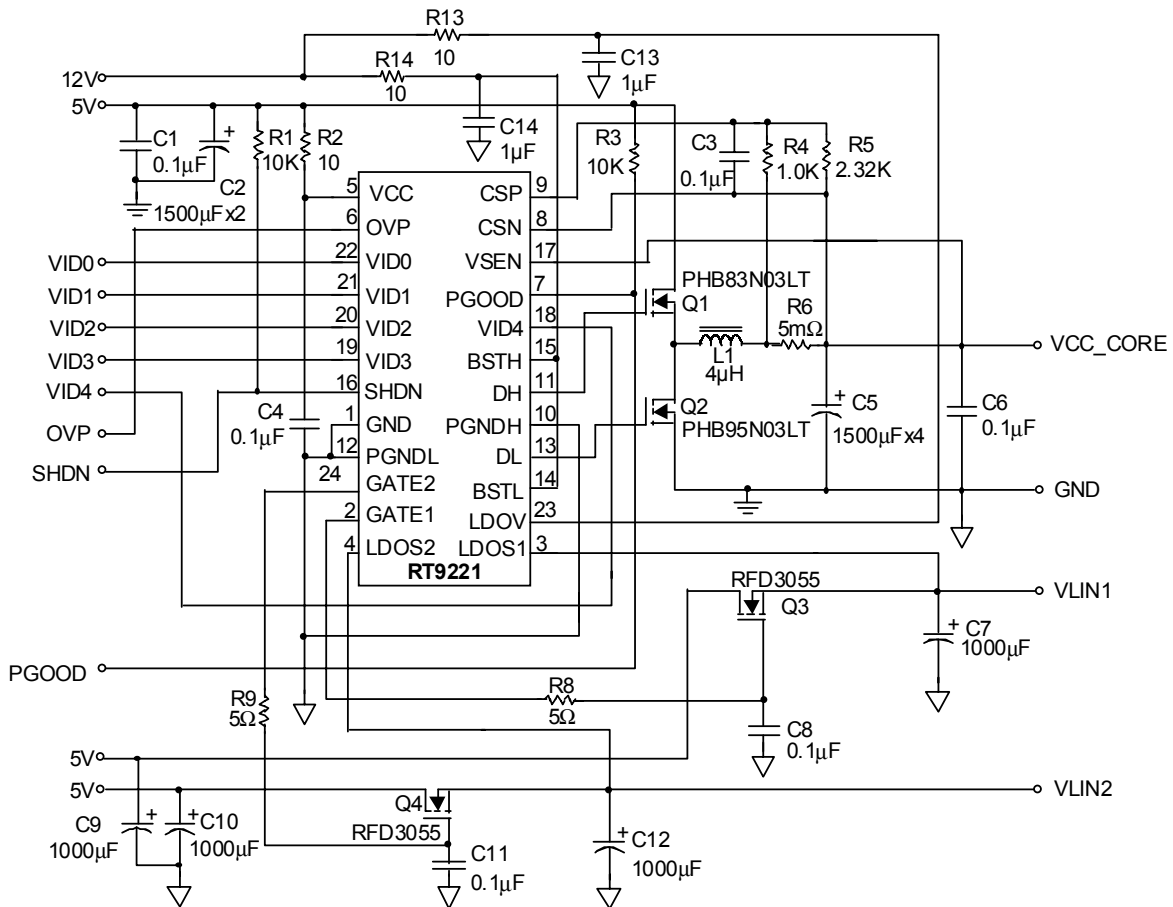 R13
10
C13
1µF
12V
R14
10
5V
C14
1µF
C1
0.1µF
+
C2
1500µFx2
R1
10K
R2
10
R3
10K
C3
0.1µF
R4
1.0K
R5
2.32K
5 VCC CSP 9
6 OVP CSN 8
VID0 22 VID0 VSEN 17
VID1 21 VID1 PGOOD 7
VID2 20 VID2 VID4 18
VID3 19 VID3 BSTH 15
VID4 16 SHDN DH 11
1 GND PGNDH 10
OVP 12 PGNDL DL 13
SHDN 24 GATE2 BSTL 14
2 GATE1 LDOV 23
4 LDOS2 LDOS1 3
RT9221
C4
0.1µF
PHB83N03LT
Q1
R6
5mΩ
L1
4µH
VCC_CORE
Q2
PHB95N03LT
+ C5
1500µFx4
C6
0.1µF
GND
RFD3055
Q3
VLIN1
+ C7
1000µF
PGOOD
R9
5Ω
R8
5Ω
C8
0.1µF
5V
5V
Q4
RFD3055
VLIN2
C9
1000µF
+
+ C10
1000µF
C11
0.1µF
+ C12
1000µF